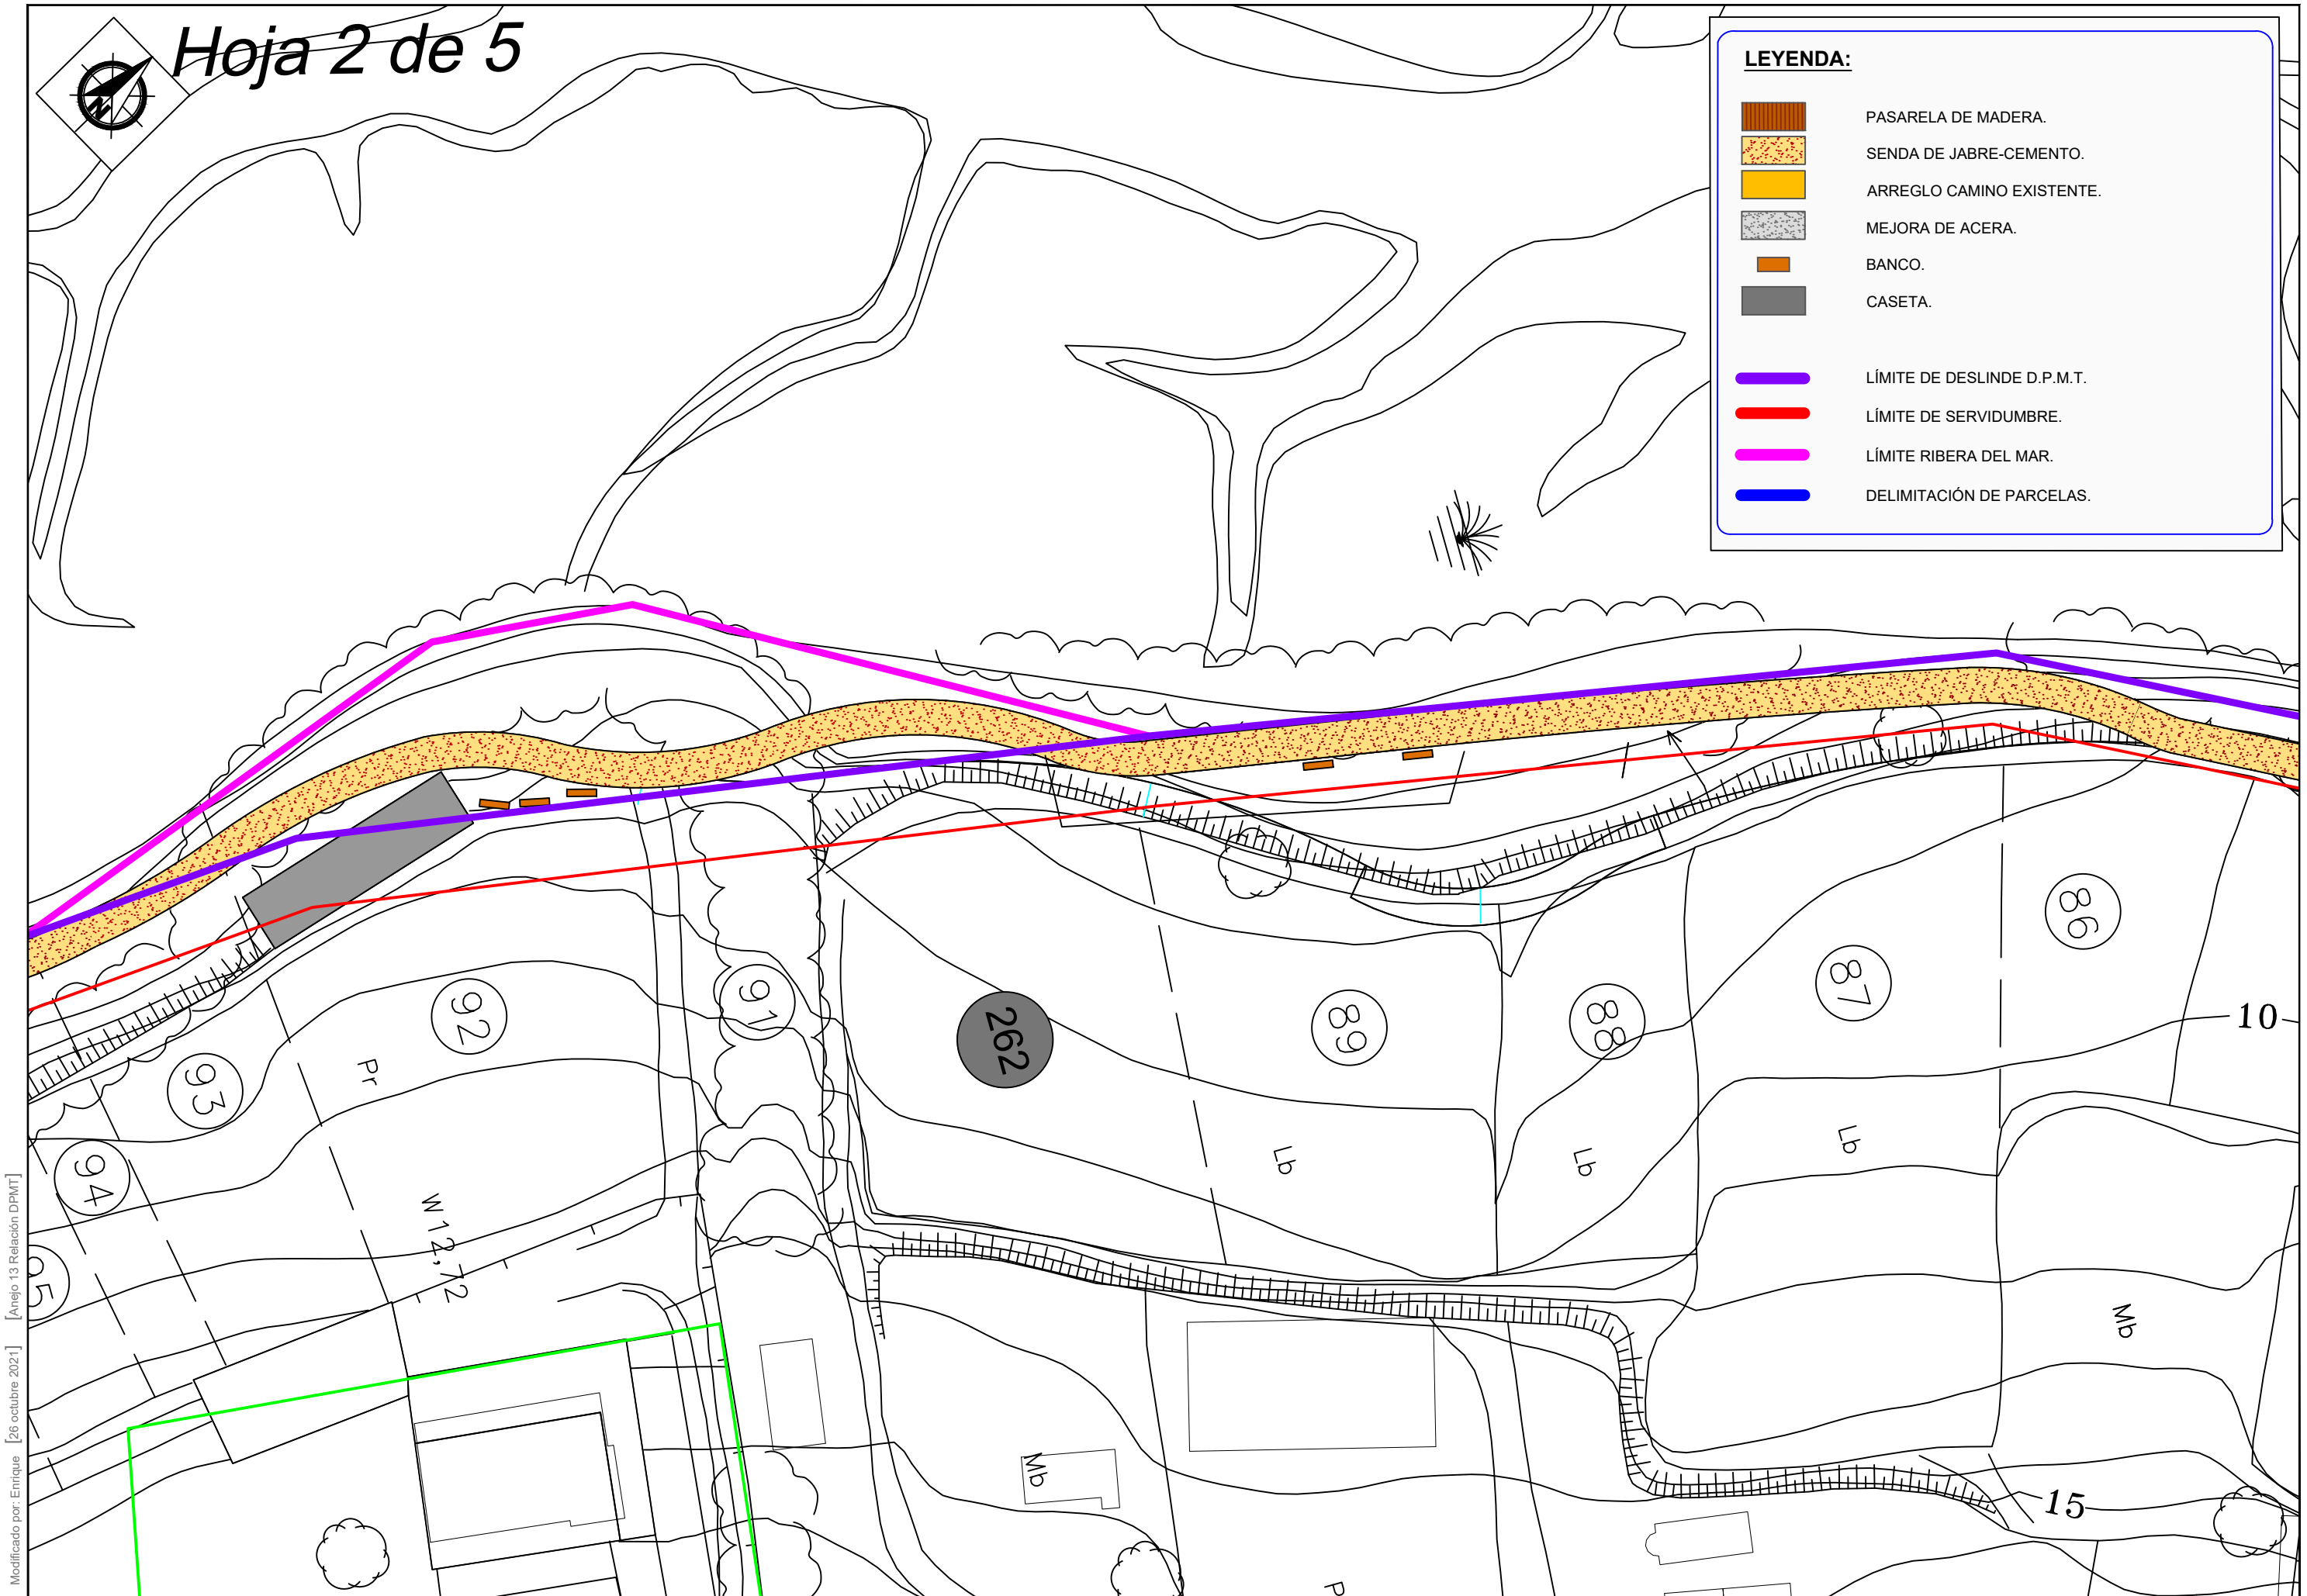 Hoja 2 de 5
N
LEYENDA:
PASARELA DE MADERA.
SENDA DE JABRE-CEMENTO.
ARREGLO CAMINO EXISTENTE.
MEJORA DE ACERA.
BANCO.
CASETA.
LÍMITE DE DESLINDE D.P.M.T.
LÍMITE DE SERVIDUMBRE.
LÍMITE RIBERA DEL MAR.
DELIMITACIÓN DE PARCELAS.
86
87
92
91
262
89
88
10
93
Pr
94
Lb
Lb
Lb
W 12,72
95
Mb
Mb
15
P
Modificado por: Enrique [26 octubre 2021] [Anejo 13 Relación DPMT]